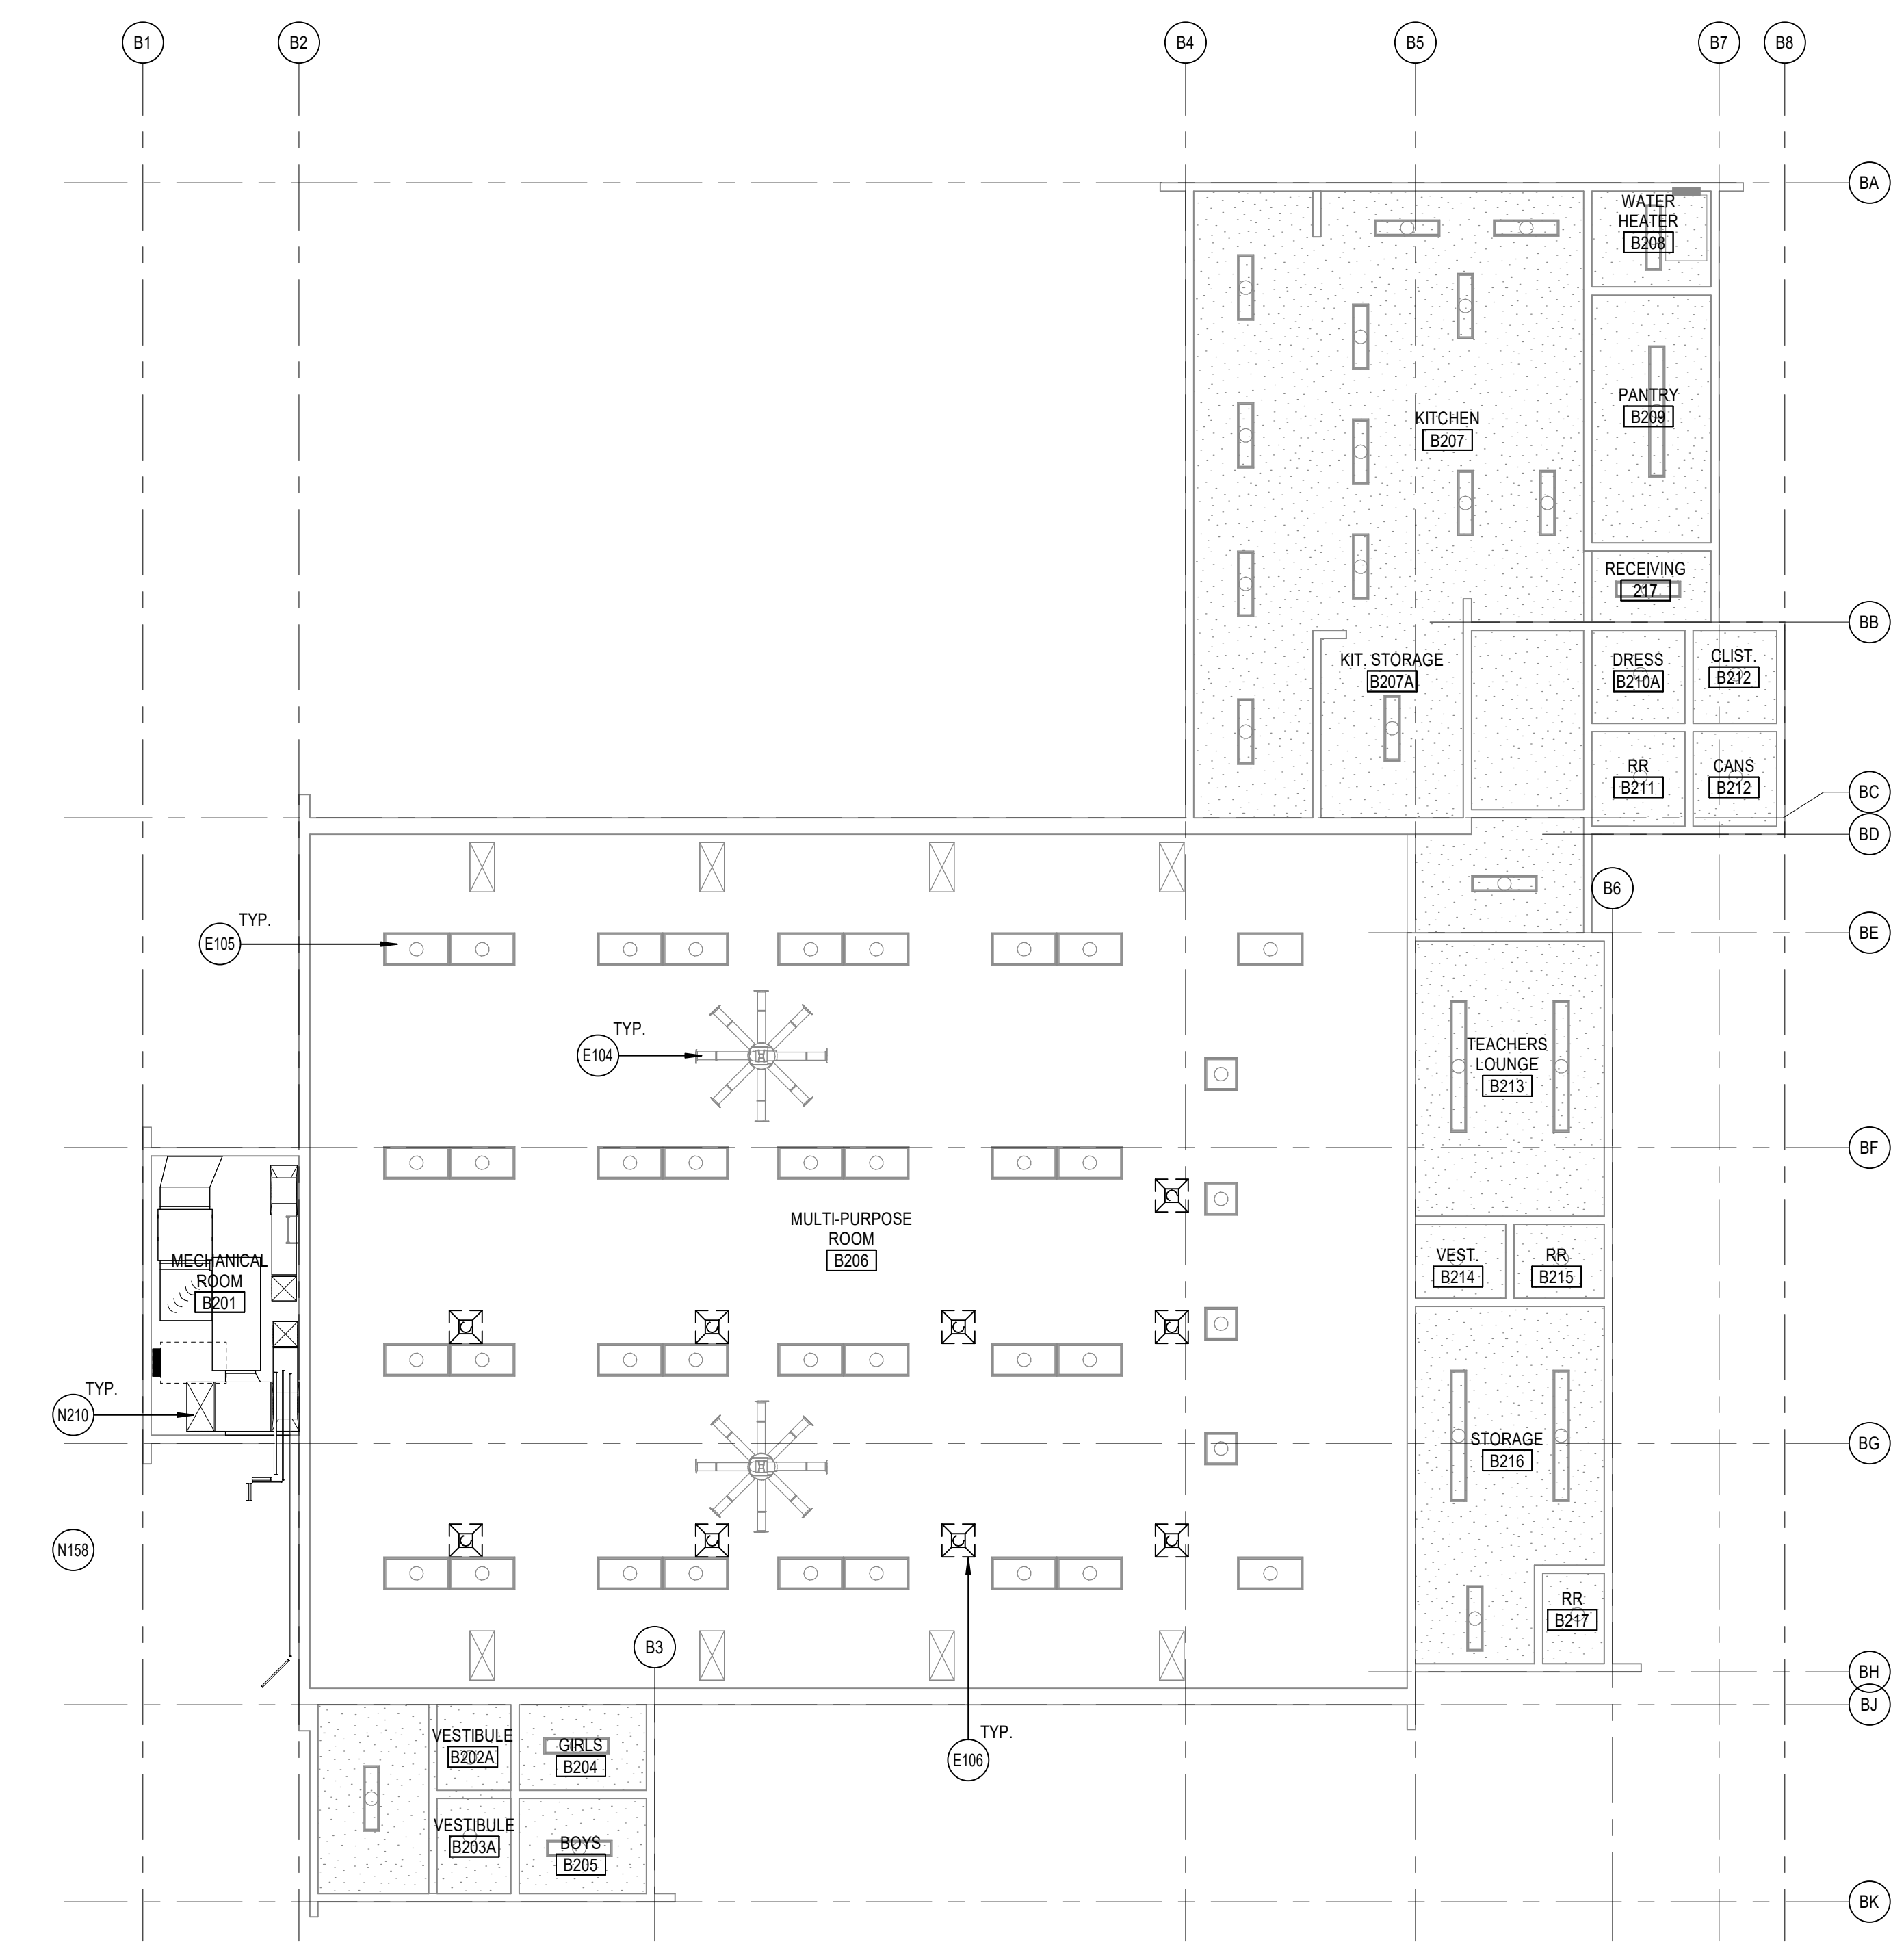 B1
B2
B4
B5
B7
B8
BA
WATER
HEATER
B208
PANTRY
B209
KITCHEN
B207
RECEIVING
217
BB
KIT. STORAGE
B207A
DRESS
B210A
CLIST.
B212
RR
B211
CANS
B212
BC
BD
B6
TYP.
E105
BE
TYP.
E104
TEACHERS
LOUNGE
B213
BF
MULTI-PURPOSE
ROOM
B206
MECHANICAL
ROOM
B201
VEST.
B214
RR
B215
TYP.
N210
STORAGE
B216
BG
N158
RR
B217
B3
BH
BJ
TYP.
E106
VESTIBULE
B202A
GIRLS
B204
VESTIBULE
B203A
BOYS
B205
BK